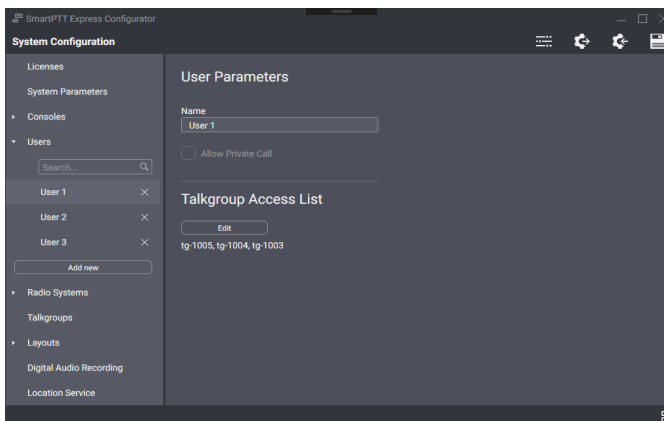 SmartPTT Express Configurator
System Configuration
Licenses
System Parameters
Consoles
Users
Search...
User 1
User 2
User 3
Add new
Radio Systems
Talkgroups
Layouts
Digital Audio Recording
Location Service
User Parameters
Name
User 1
Allow Private Call
Talkgroup Access List
Edit
tg-1005, tg-1004, tg-1003